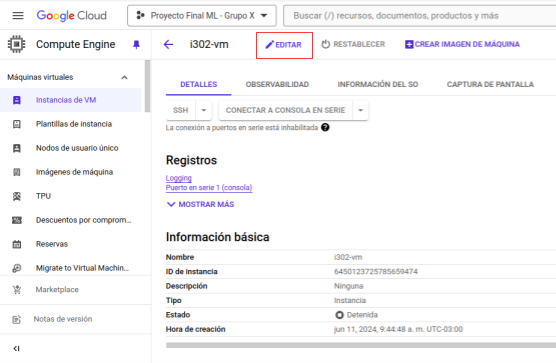 Google Cloud
Proyecto Final ML - Grupo X
Buscar (/) recursos, documentos, productos y más
Compute Engine
i302-vm
EDITAR
RESTABLECER
CREAR IMAGEN DE MÁQUINA
Máquinas virtuales
Instancias de VM
Plantillas de instancia
Nodos de usuario único
Imágenes de máquina
TPU
Descuentos por comprom...
Reservas
Migrate to Virtual Machin...
Marketplace
Notas de versión
DETALLES
OBSERVABILIDAD
INFORMACIÓN DEL SO
CAPTURA DE PANTALLA
SSH
CONECTAR A CONSOLA EN SERIE
La conexión a puertos en serie está inhabilitada
Registros
Logging
Puerto en serie 1 (consola)
MOSTRAR MÁS
Información básica
Nombre i302-vm
ID de instancia 6450123725785659474
Descripción Ninguna
Tipo Instancia
Estado Detenida
Hora de creación jun 11, 2024, 9:44:48 a. m. UTC-03:00